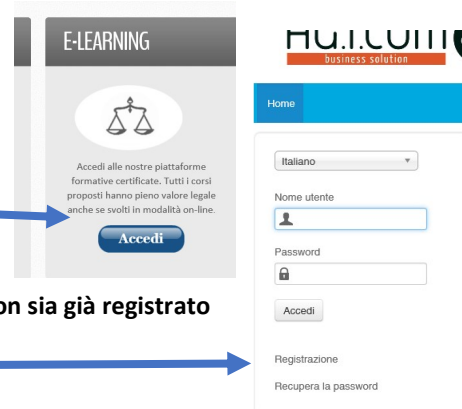 E-LEARNING
Accedi alle nostre piattaforme
formative certificate. Tutti i corsi
proposti hanno pieno valore legale
anche se svolti in modalità on-line.
Accedi
on sia già registrato
business solution
Home
Italiano
Nome utente
Password
Accedi
Registrazione
Recupera la password